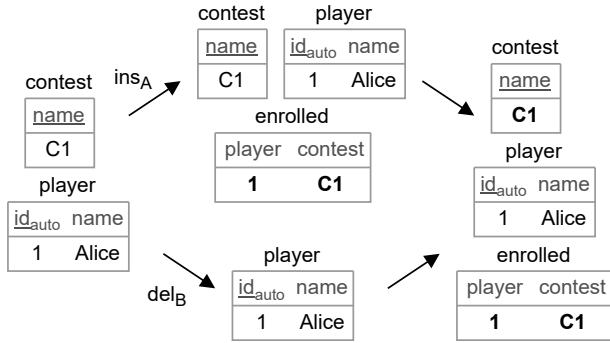 contest
name
C1
player
id_auto name
1 Alice
ins_A
contest
name
C1
player
id_auto name
1 Alice
enrolled
player contest
1 C1
del_B
player
id_auto name
1 Alice
contest
name
C1
player
id_auto name
1 Alice
enrolled
player contest
1 C1